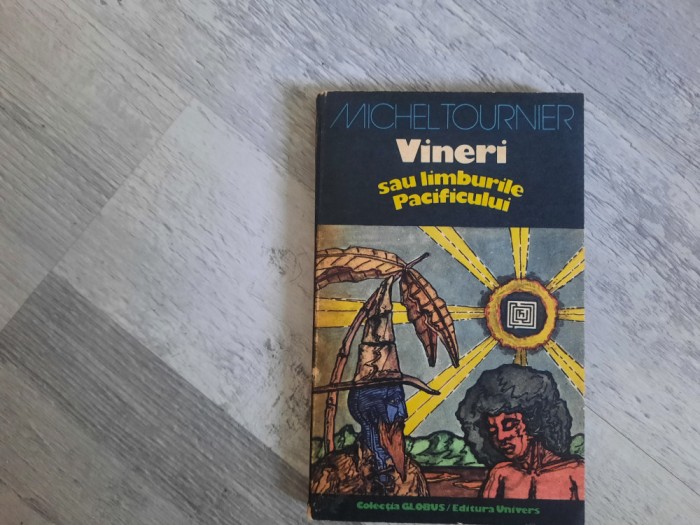 MICHEL TOURNIER
Vineri
sau limburile
Pacificului
Colecția GLOBUS/Editura Univers